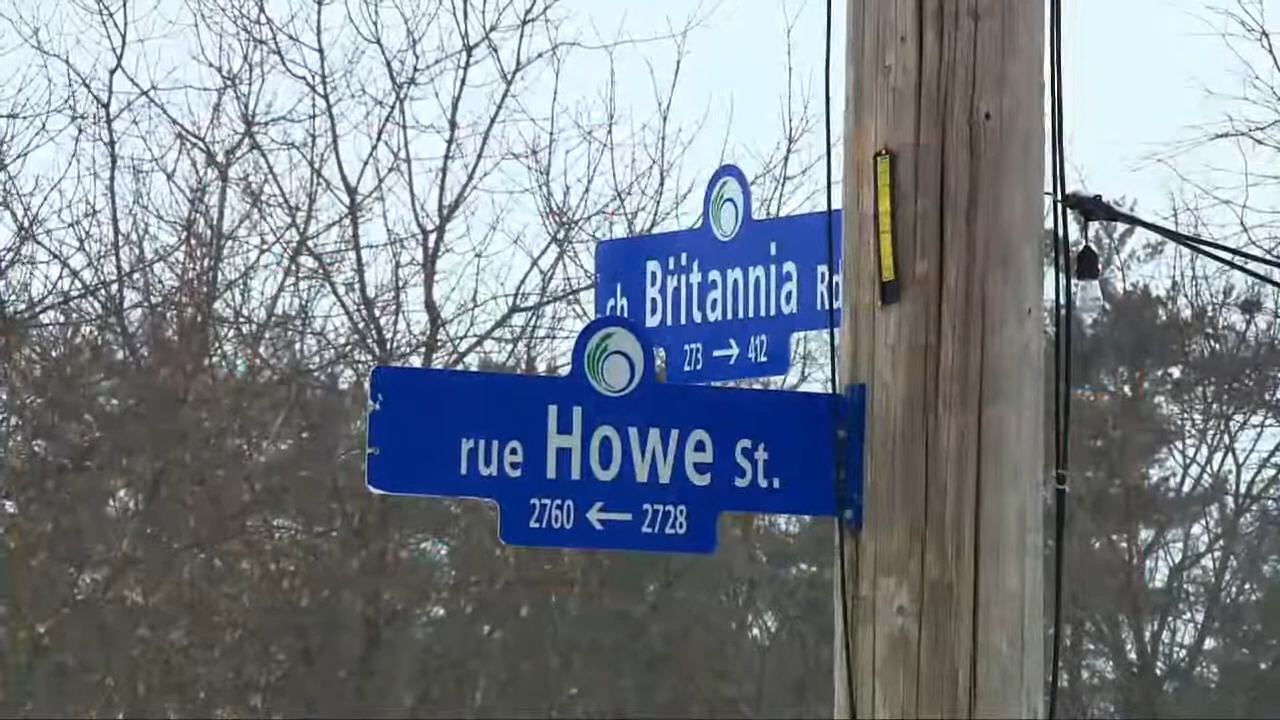 ch. Britannia Rd
273 → 412
rue Howe St.
2760 ← 2728